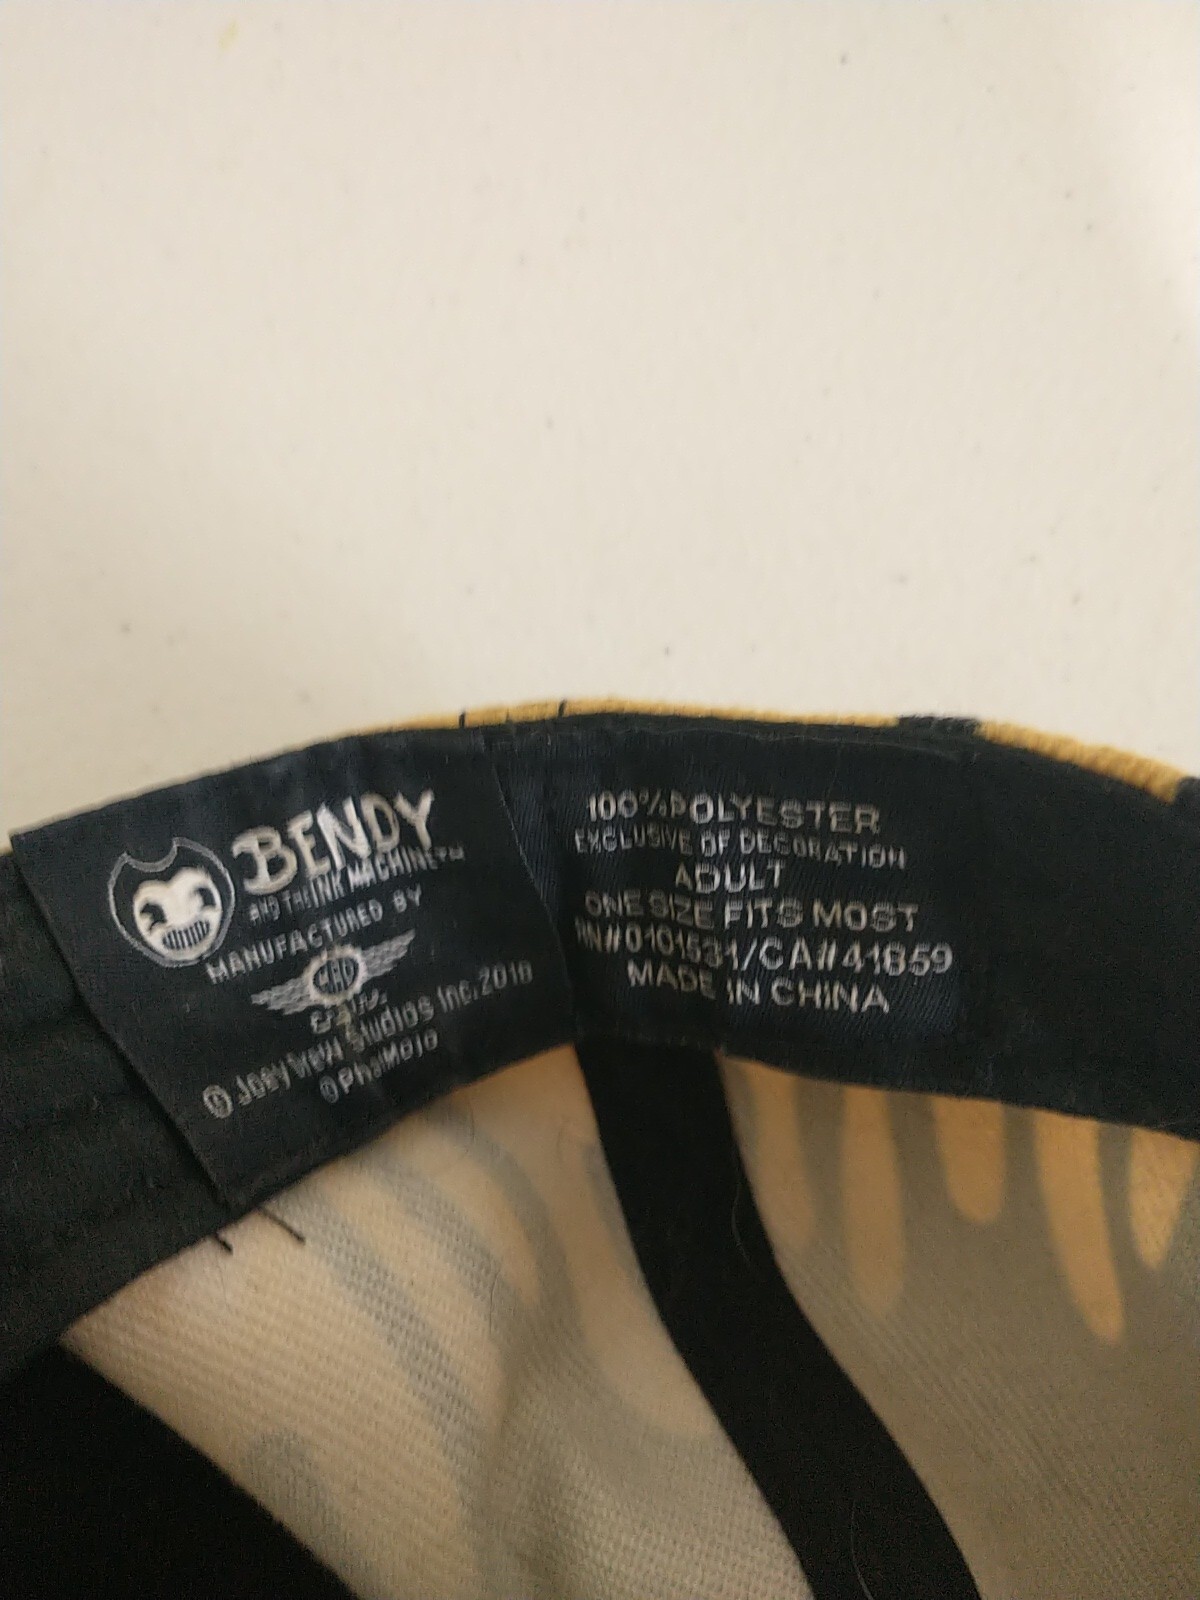 BENDY
AND THE INK MACHINE™
MANUFACTURED BY
© Joey Drew Studios Inc. 2018
© PhatMojo
100% POLYESTER
EXCLUSIVE OF DECORATION
ADULT
ONE SIZE FITS MOST
RN#0101531/CA#41859
MADE IN CHINA